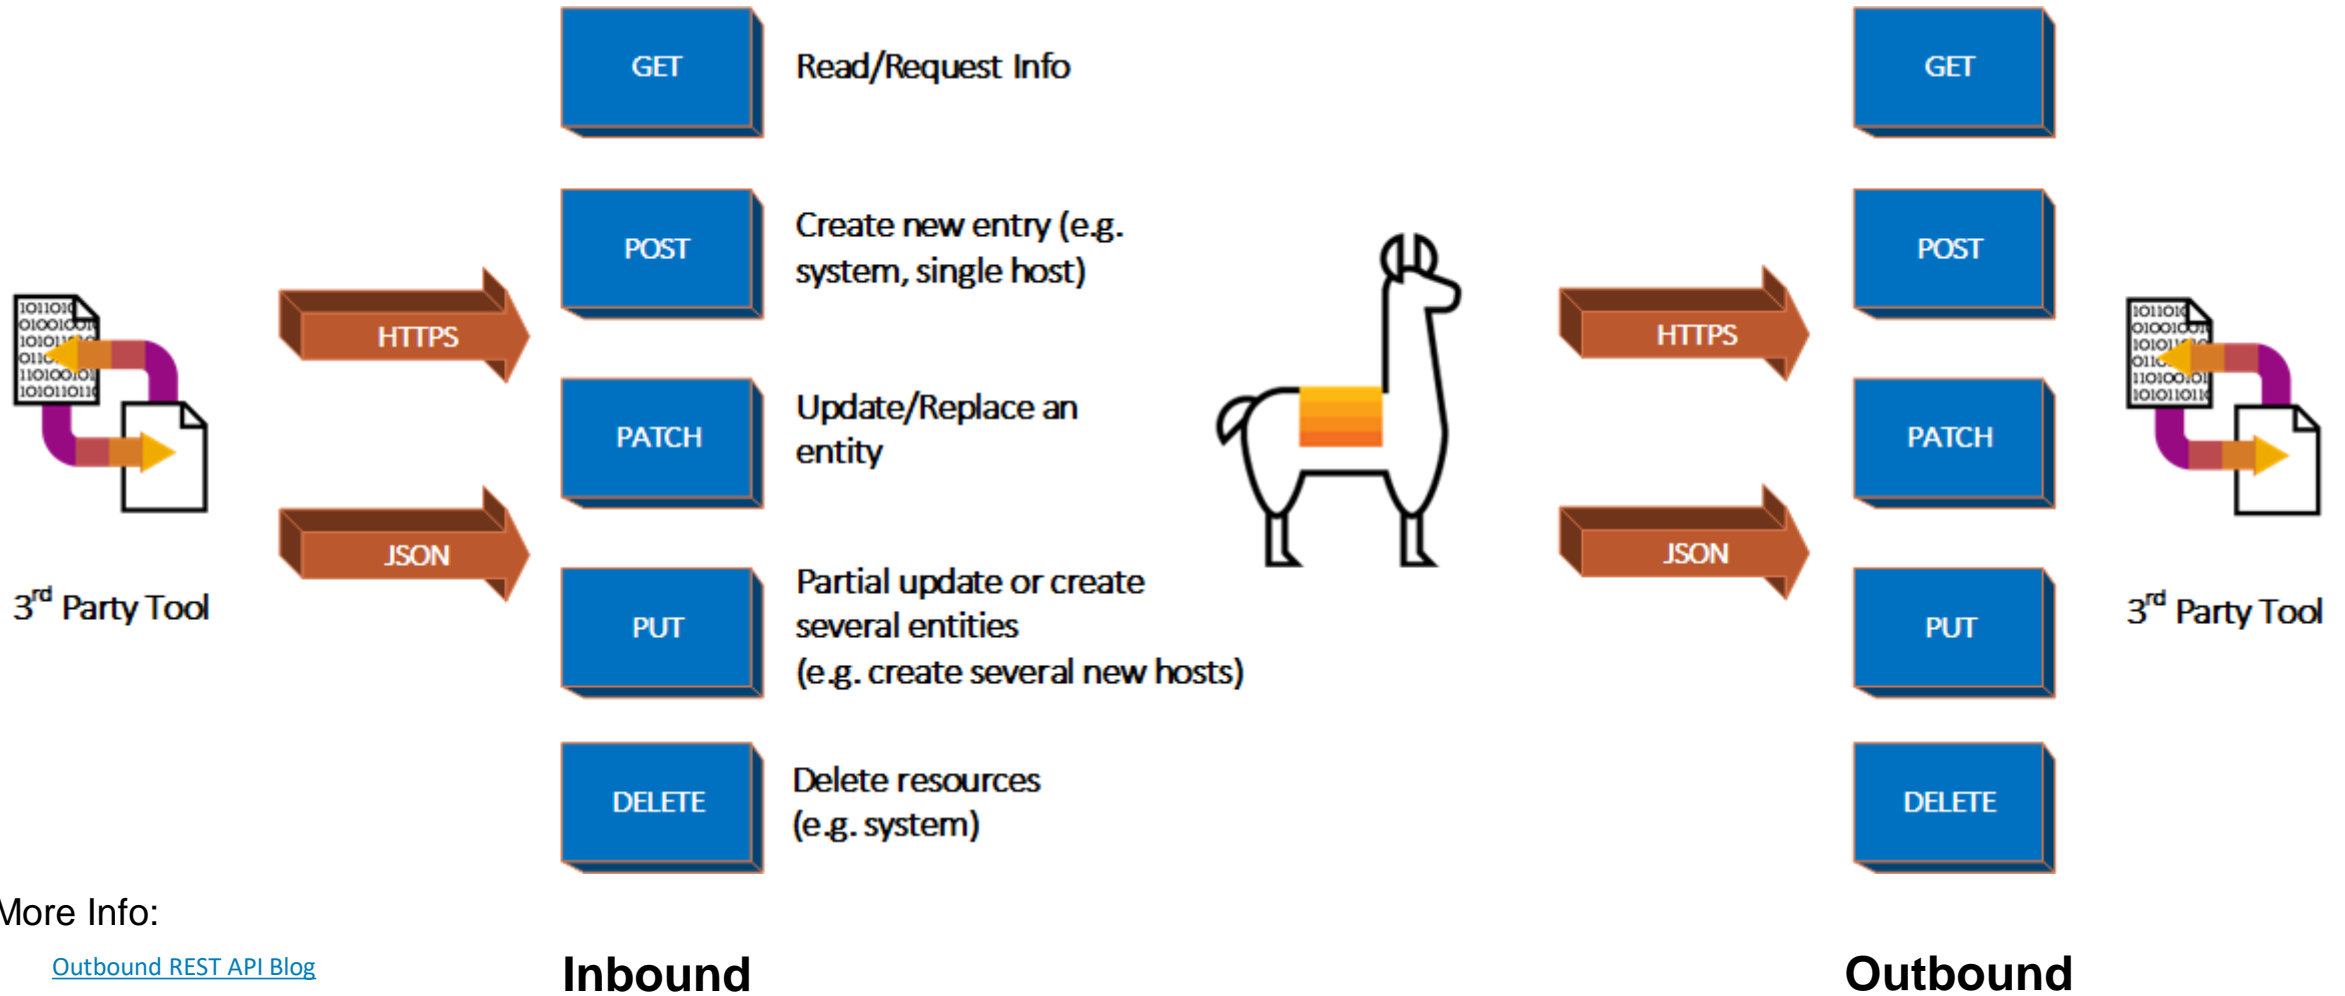 GET
Read/Request Info
POST
Create new entry (e.g.
system, single host)
HTTPS
PATCH
Update/Replace an
entity
JSON
3rd Party Tool
PUT
Partial update or create
several entities
(e.g. create several new hosts)
DELETE
Delete resources
(e.g. system)
HTTPS
JSON
GET
POST
PATCH
PUT
DELETE
3rd Party Tool
More Info:
Outbound REST API Blog
Inbound
Outbound